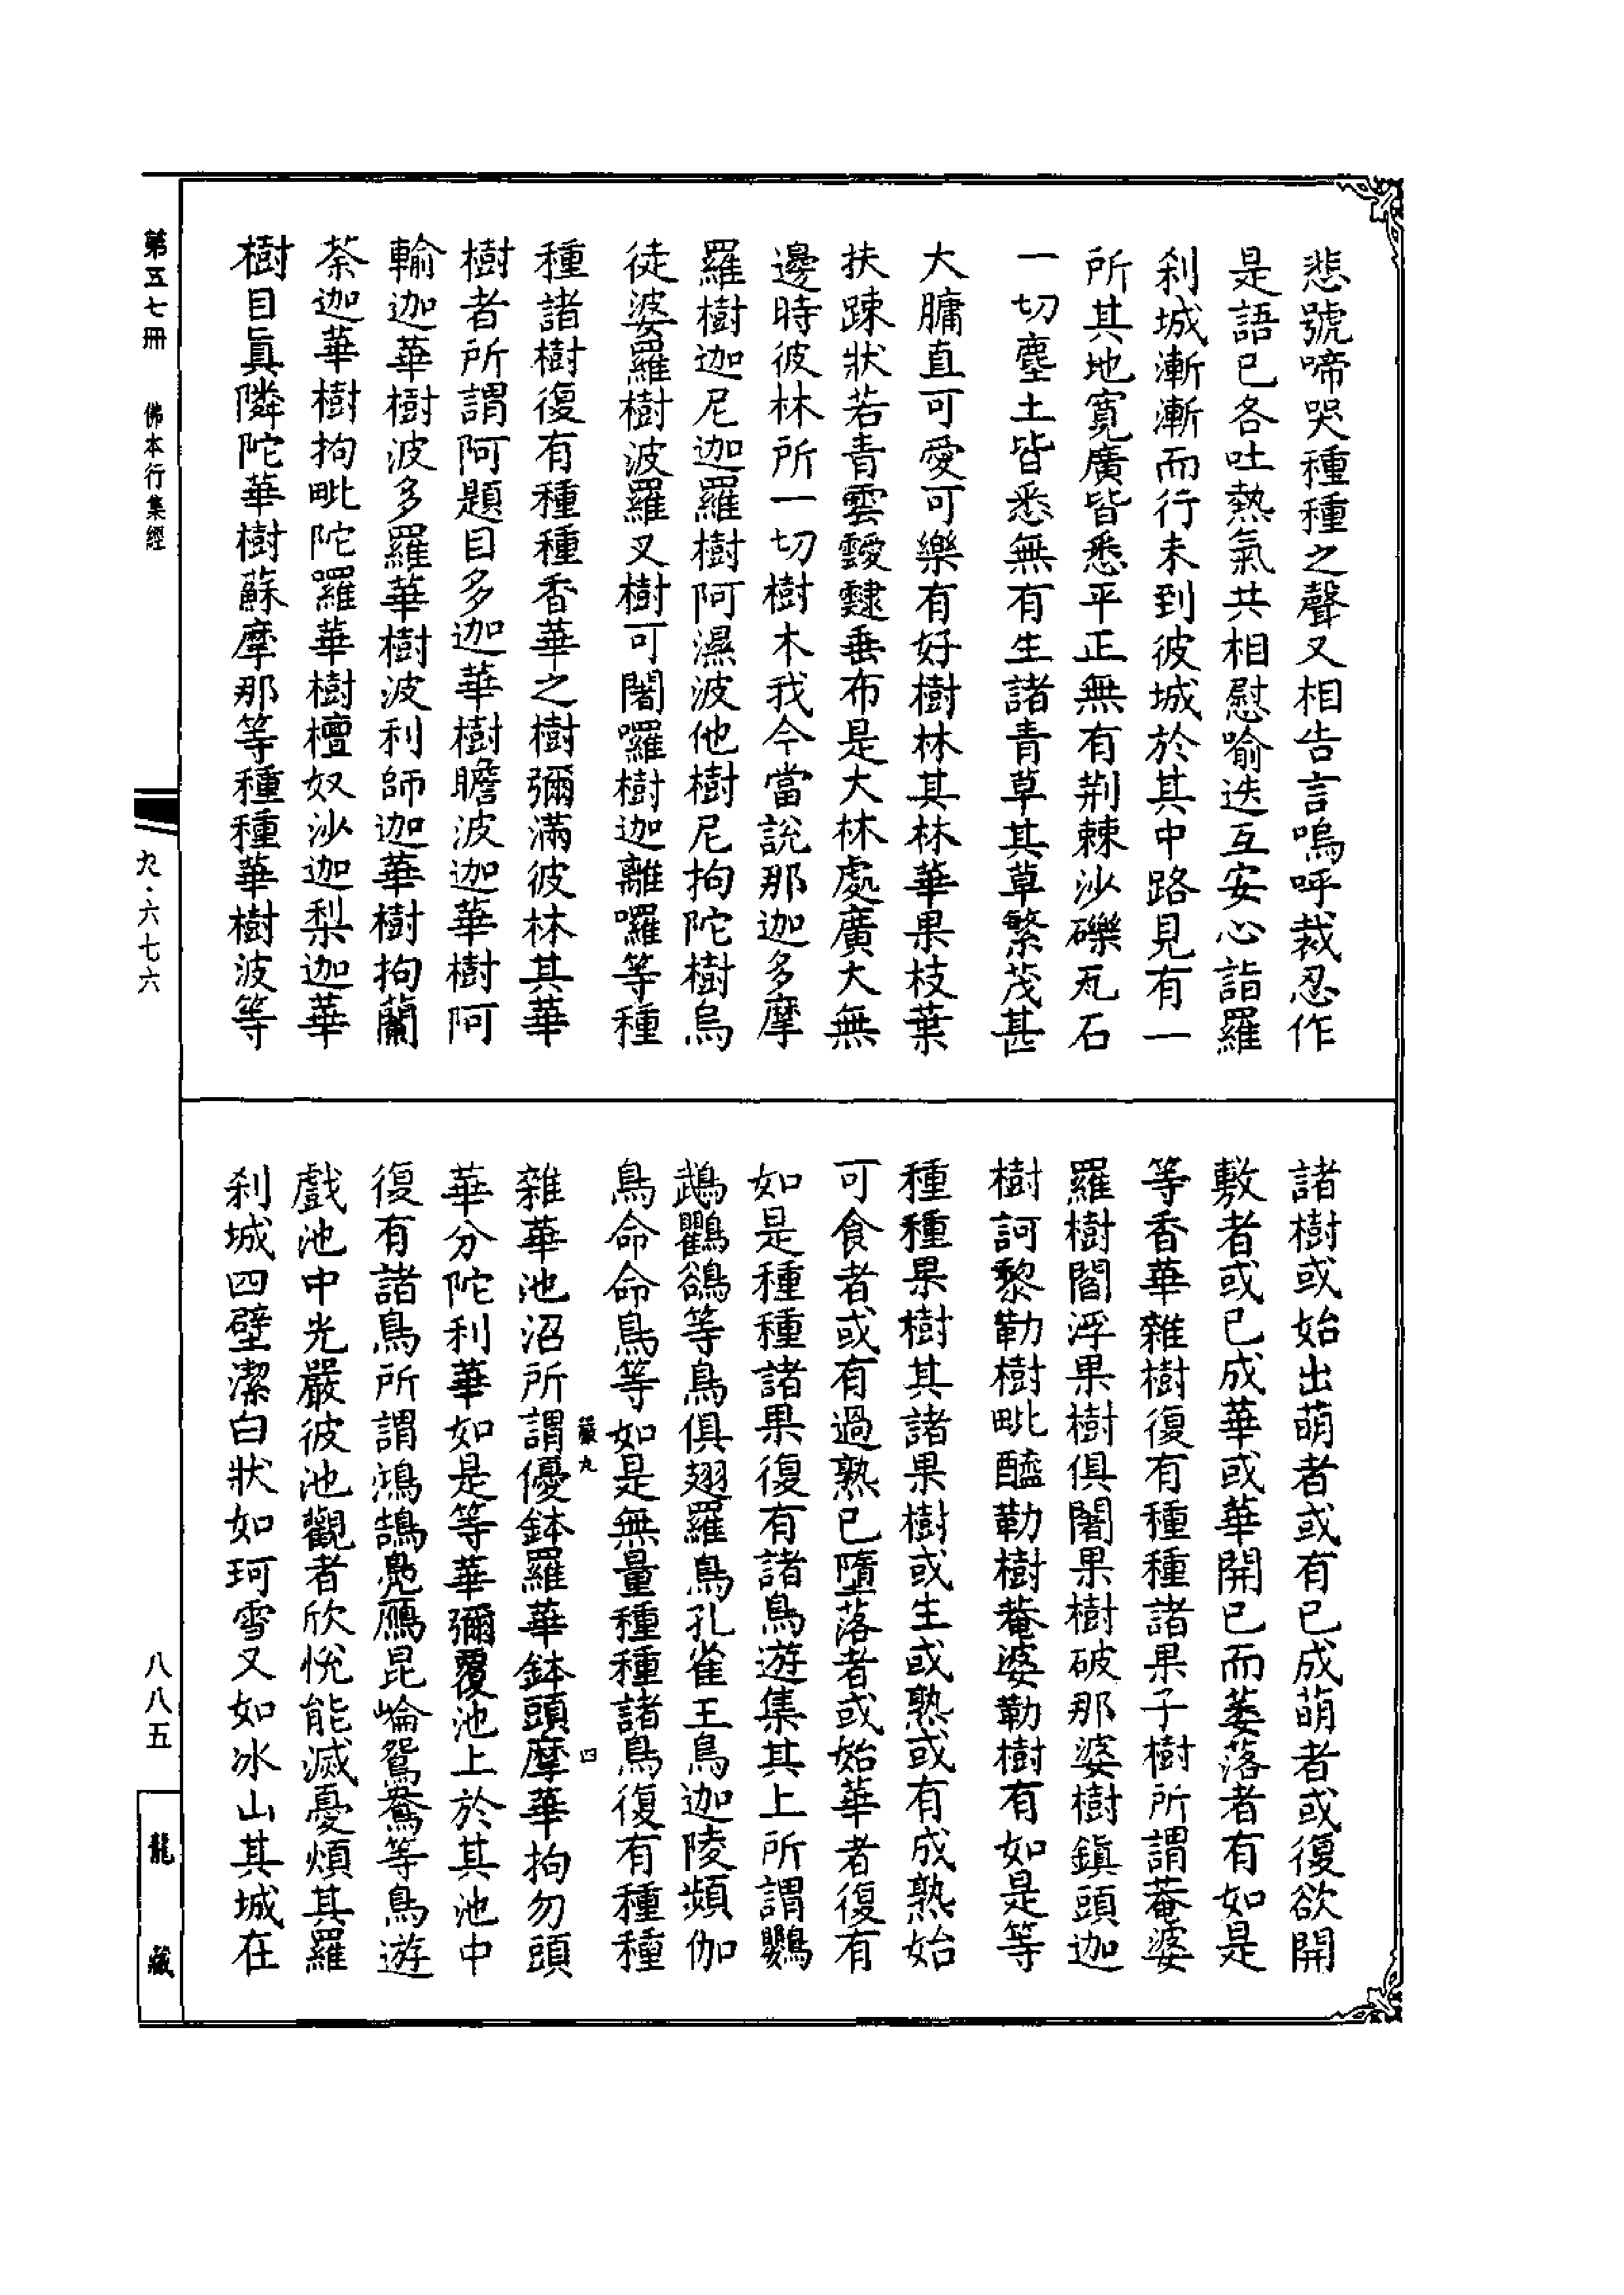 悲號啼哭種種之聲又相告言嗚呼裁忍作
是語已各吐熱氣共相慰喻迭互安心詣羅
刹城漸漸而行未到彼城於其中路見有一
所其地寬廣皆悉平正無有荆棘沙礫瓦石
一切塵土皆悉無有生諸青草其草繁茂甚
大牗直可愛可樂有好樹林其林華果枝葉
扶踈狀若青雲靉靆垂布是大林處廣大無
邊時彼林所一切樹木我今當說那迦多摩
羅樹迦尼迦羅樹阿濕波他樹尼拘陀樹烏
徒婆羅樹波羅叉樹可闍囉樹迦離囉等種
種諸樹復有種種香華之樹彌滿彼林其華
樹者所謂阿題目多迦華樹瞻波迦華樹阿
輸迦華樹波多羅華樹波利師迦華樹拘蘭
荼迦華樹拘毗陀羅華樹檀奴沙迦梨迦華
樹目眞隣陀華樹蘇摩那等種種華樹波等
諸樹或始出萌者或有已成萌者或復欲開
敷者或已成華或華開已而萎落者有如是
等香華雜樹復有種種諸果子樹所謂菴婆
羅樹閻浮果樹俱闍果樹破那婆樹鎭頭迦
樹訶黎勒樹毗醯勒樹菴婆勒樹有如是等
種種果樹其諸果樹或生或熟或有成熟始
可食者或有過熟已墮落者或始華者復有
如是種種諸果復有諸鳥遊集其上所謂鸚
鵡鸜鵒等鳥俱翅羅鳥孔雀王鳥迦陵頻伽
鳥命命鳥等如是無量種種諸鳥復有種種
嚴九
四
雜華池沼所謂優鉢羅華鉢頭摩華拘勿頭
華分陀利華如是等華彌覆池上於其池中
復有諸鳥所謂鴻鵠鳧鴈昆崘鴛鴦等鳥遊
戲池中光嚴彼池觀者欣悅能滅憂煩其羅
刹城四壁潔白狀如珂雪又如冰山其城在
第五七冊
佛本行集經
九·六七六
八八五
龍藏